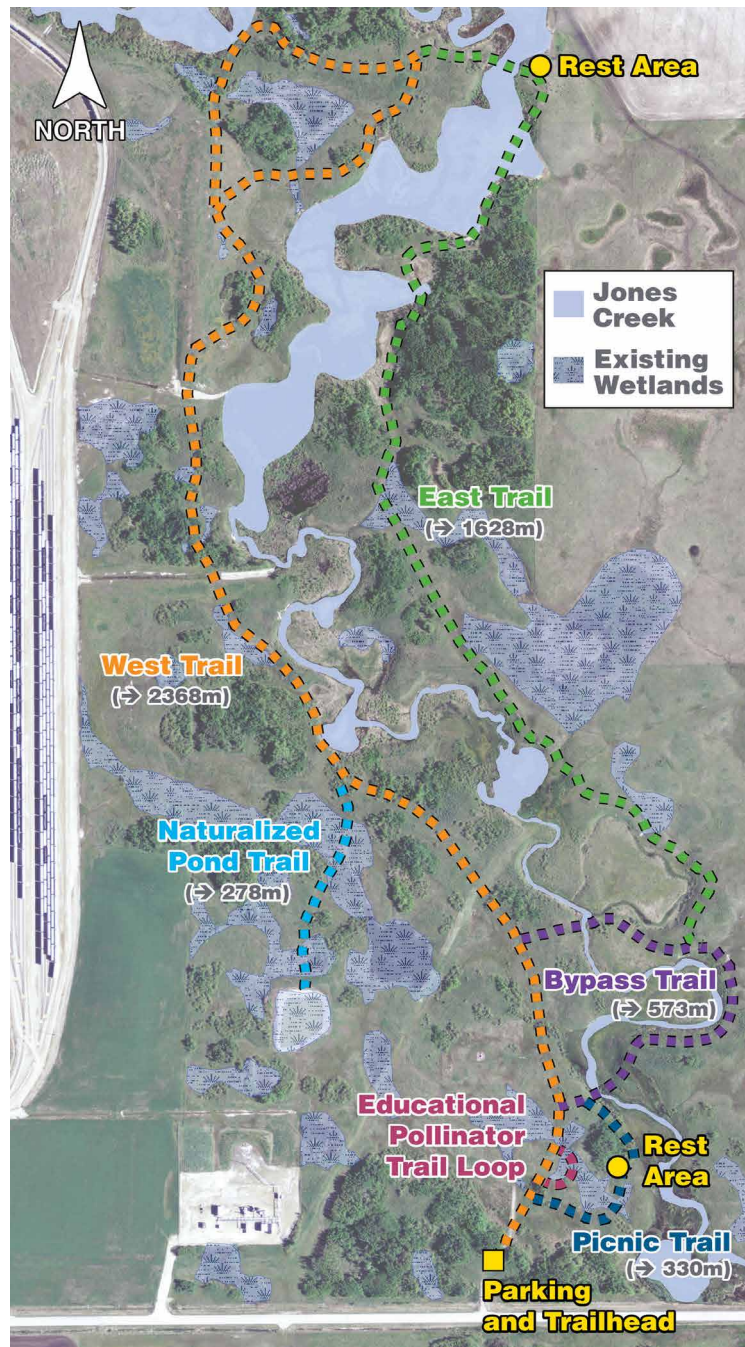 NORTH
Rest Area
Jones
Creek
Existing
Wetlands
East Trail
(→ 1628m)
West Trail
(→ 2368m)
Naturalized
Pond Trail
(→ 278m)
Bypass Trail
(→ 573m)
Educational
Pollinator
Trail Loop
Rest
Area
Picnic Trail
(→ 330m)
Parking
and Trailhead